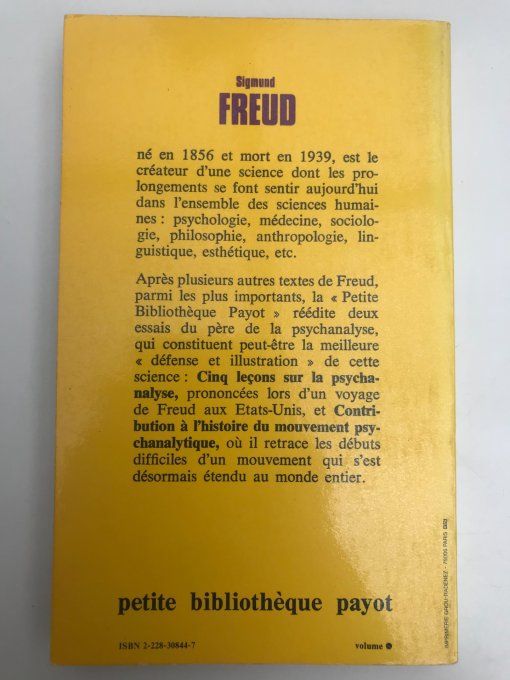 Sigmund
FREUD
né en 1856 et mort en 1939, est le
créateur d'une science dont les pro-
longements se font sentir aujourd'hui
dans l'ensemble des sciences humai-
nes : psychologie, médecine, sociolo-
gie, philosophie, anthropologie, lin-
guistique, esthétique, etc.
Après plusieurs autres textes de Freud,
parmi les plus importants, la « Petite
Bibliothèque Payot » réédite deux
essais du père de la psychanalyse,
qui constituent peut-être la meilleure
« défense et illustration » de cette
science : Cinq leçons sur la psycha-
nalyse, prononcées lors d'un voyage
de Freud aux Etats-Unis, et Contri-
bution à l'histoire du mouvement psy-
chanalytique, où il retrace les débuts
difficiles d'un mouvement qui s'est
désormais étendu au monde entier.
petite bibliothèque payot
ISBN 2-228-30844-7
volume
IMPRIMERIE - 75006 PARIS